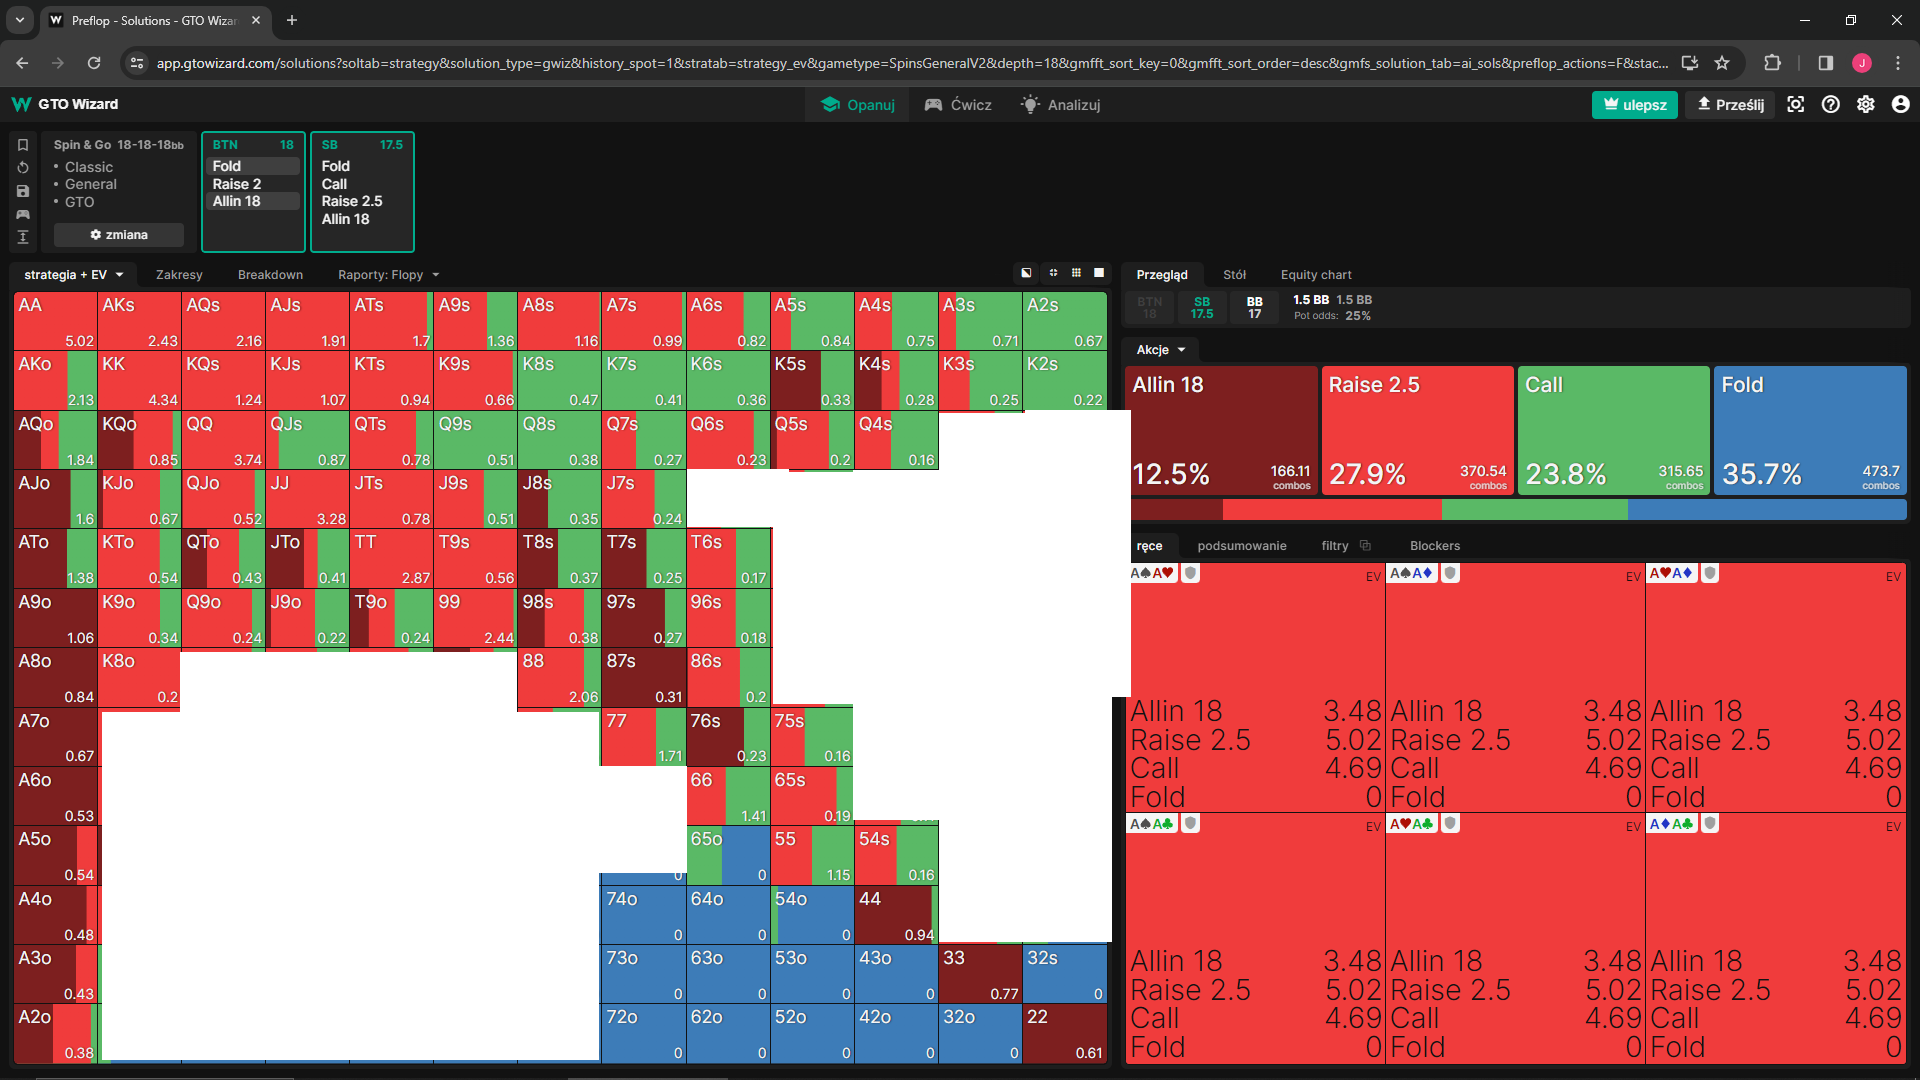 Preflop - Solutions - GTO Wizar
app.gtowizard.com/solutions?soltab=strategy&solution_type=gwiz&history_spot=1&stratab=strategy_ev&gametype=SpinsGeneralV2&depth=18&gmfft_sort_key=0&gmfft_sort_order=desc&gmfs_solution_tab=ai_sols&preflop_actions=F&stac...
J
GTO Wizard
Opanuj
Ćwicz
Analizuj
ulepsz
Prześlij
Spin & Go 18-18-18bb
• Classic
• General
• GTO
zmiana
BTN 18
Fold
Raise 2
Allin 18
SB 17.5
Fold
Call
Raise 2.5
Allin 18
strategia + EV
Zakresy
Breakdown
Raporty: Flopy
AA AKs AQs AJs ATs A9s A8s A7s A6s A5s A4s A3s A2s
5.02 2.43 2.16 1.91 1.7 1.36 1.16 0.99 0.82 0.84 0.75 0.71 0.67
AKo KK KQs KJs KTs K9s K8s K7s K6s K5s K4s K3s K2s
2.13 4.34 1.24 1.07 0.94 0.66 0.47 0.41 0.36 0.33 0.28 0.25 0.22
AQo KQo QQ QJs QTs Q9s Q8s Q7s Q6s Q5s Q4s
1.84 0.85 3.74 0.87 0.78 0.51 0.38 0.27 0.23 0.2 0.16
AJo KJo QJo JJ JTs J9s J8s J7s
1.6 0.67 0.52 3.28 0.78 0.51 0.35 0.24
ATo KTo QTo JTo TT T9s T8s T7s T6s
1.38 0.54 0.43 0.41 2.87 0.56 0.37 0.25 0.17
A9o K9o Q9o J9o T9o 99 98s 97s 96s
1.06 0.34 0.24 0.22 0.24 2.44 0.38 0.27 0.18
A8o K8o 88 87s 86s
0.84 0.2 2.06 0.31 0.2
A7o 77 76s 75s
0.67 1.71 0.23 0.16
A6o 66 65s
0.53 1.41 0.19
A5o 65o 55 54s
0.54 0 0 1.15 0.16
A4o 74o 64o 54o 44
0.48 0 0 0 0.94
A3o 73o 63o 53o 43o 33 32s
0.43 0 0 0 0 0.77 0
A2o 72o 62o 52o 42o 32o 22
0.38 0 0 0 0 0 0.61
Przegląd
Stół
Equity chart
BTN 18
SB 17.5
BB 17
1.5 BB 1.5 BB
Pot odds: 25%
Akcje
Allin 18
12.5% 166.11 combos
Raise 2.5
27.9% 370.54 combos
Call
23.8% 315.65 combos
Fold
35.7% 473.7 combos
ręce
podsumowanie
filtry
Blockers
A♠A♥ EV A♠A♦ EV A♥A♦ EV
Allin 18 3.48 Allin 18 3.48 Allin 18 3.48
Raise 2.5 5.02 Raise 2.5 5.02 Raise 2.5 5.02
Call 4.69 Call 4.69 Call 4.69
Fold 0 Fold 0 Fold 0
A♠A♣ EV A♥A♣ EV A♦A♣ EV
Allin 18 3.48 Allin 18 3.48 Allin 18 3.48
Raise 2.5 5.02 Raise 2.5 5.02 Raise 2.5 5.02
Call 4.69 Call 4.69 Call 4.69
Fold 0 Fold 0 Fold 0